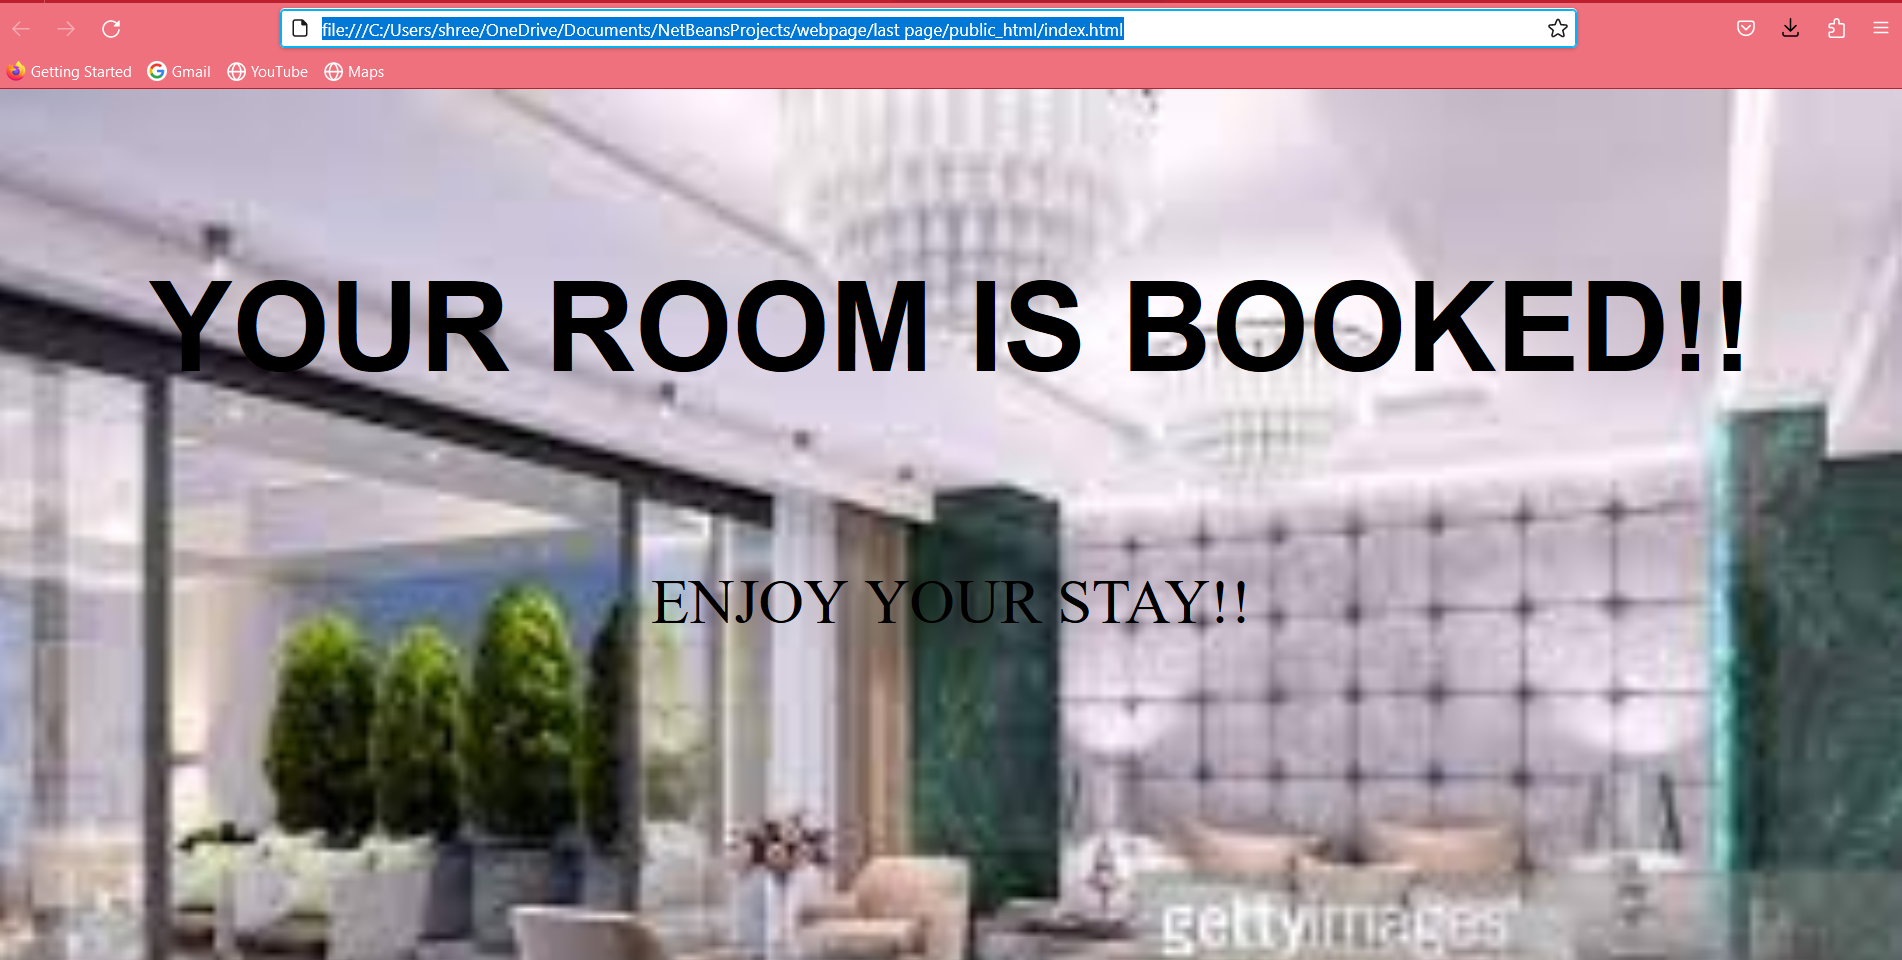 file:///C:/Users/shree/OneDrive/Documents/NetBeansProjects/webpage/last page/public_html/index.html
Getting Started Gmail YouTube Maps
YOUR ROOM IS BOOKED!!
ENJOY YOUR STAY!!
gettyimages